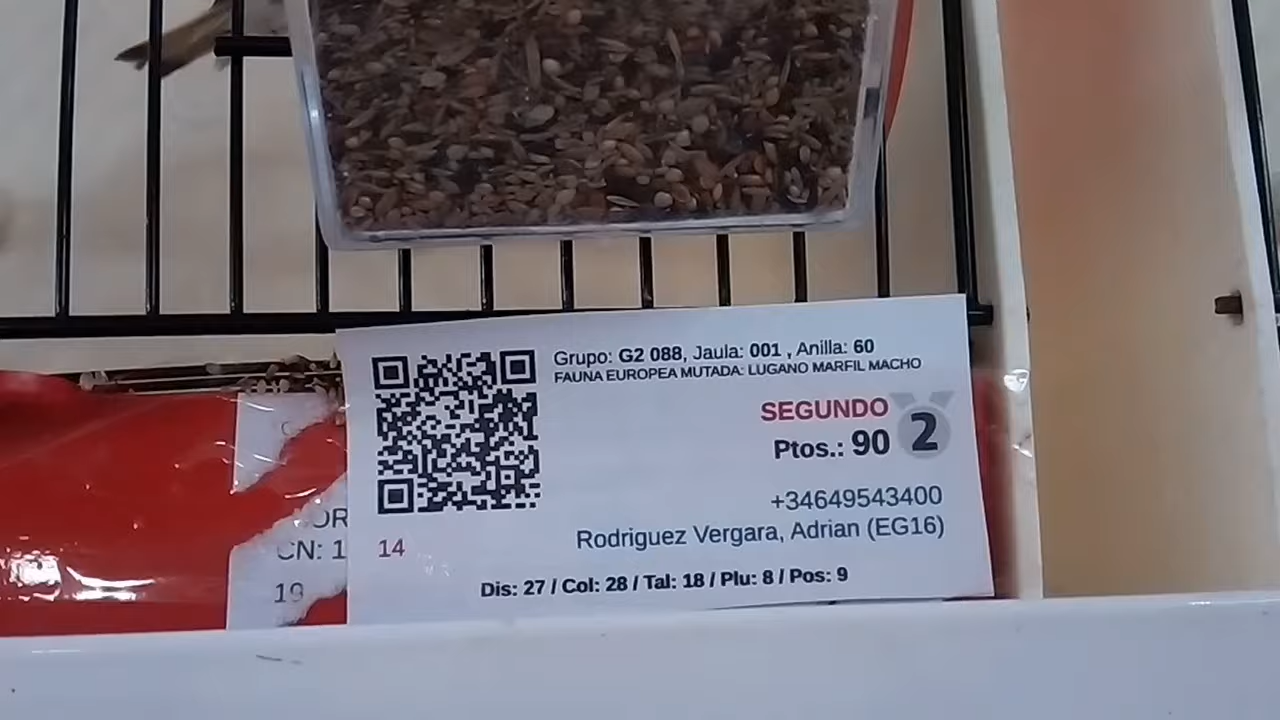 Grupo: G2 088, Jaula: 001 , Anilla: 60
FAUNA EUROPEA MUTADA: LUGANO MARFIL MACHO
SEGUNDO
2
Ptos.: 90
+34649543400
Rodriguez Vergara, Adrian (EG16)
14
Dis: 27 / Col: 28 / Tal: 18 / Plu: 8 / Pos: 9
OR
CN: 1
19